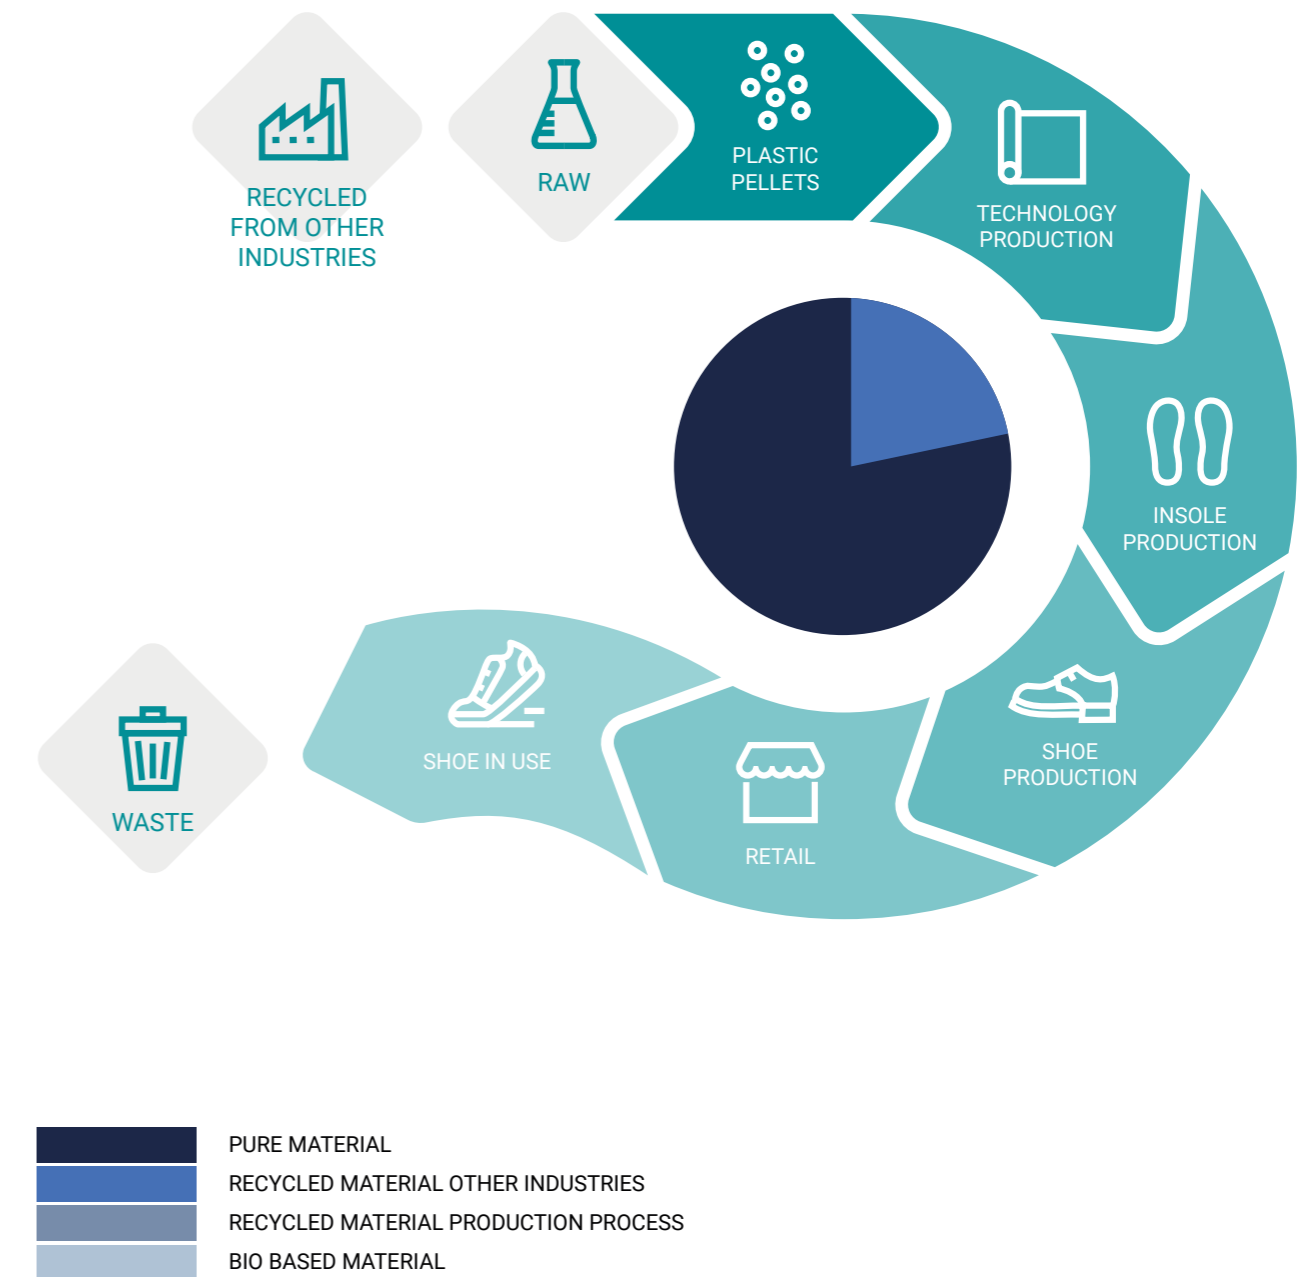 RECYCLED
FROM OTHER
INDUSTRIES
RAW
PLASTIC
PELLETS
TECHNOLOGY
PRODUCTION
INSOLE
PRODUCTION
SHOE
PRODUCTION
RETAIL
SHOE IN USE
WASTE
PURE MATERIAL
RECYCLED MATERIAL OTHER INDUSTRIES
RECYCLED MATERIAL PRODUCTION PROCESS
BIO BASED MATERIAL